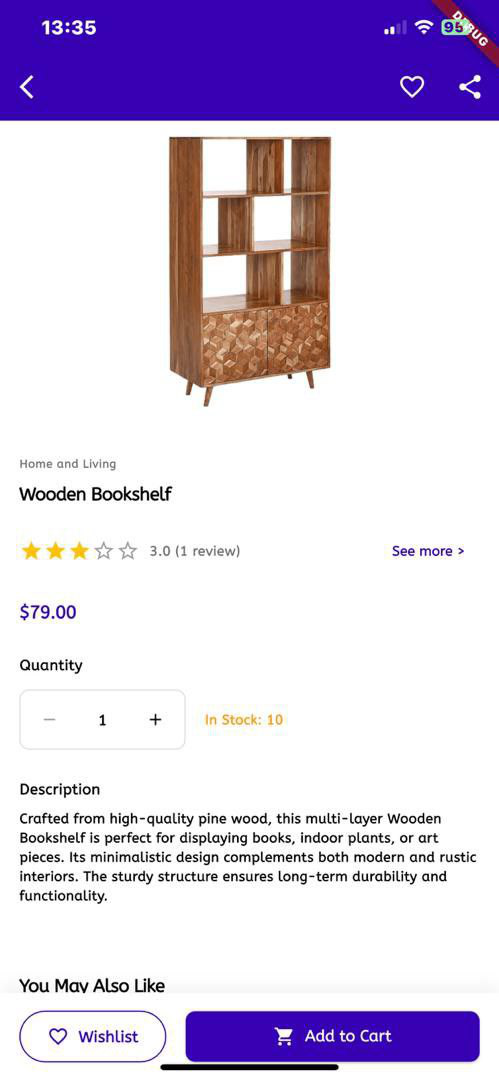 13:35
95
DEBUG
Home and Living
Wooden Bookshelf
3.0 (1 review)
See more >
$79.00
Quantity
− 1 +
In Stock: 10
Description
Crafted from high-quality pine wood, this multi-layer Wooden
Bookshelf is perfect for displaying books, indoor plants, or art
pieces. Its minimalistic design complements both modern and rustic
interiors. The sturdy structure ensures long-term durability and
functionality.
You May Also Like
Wishlist
Add to Cart